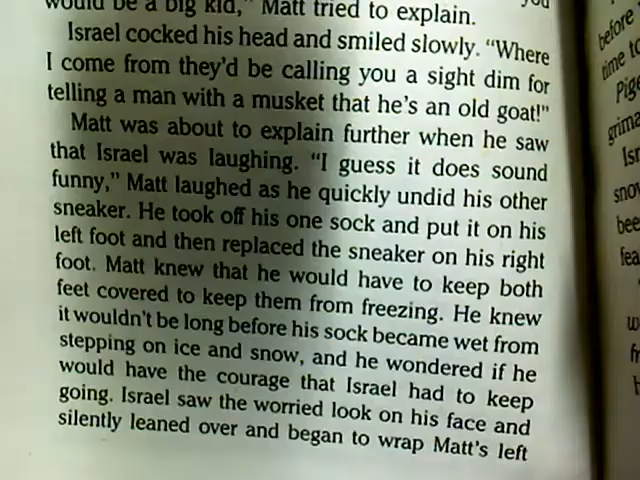 would be a big kid," Matt tried to explain.
Israel cocked his head and smiled slowly. "Where
I come from they'd be calling you a sight dim for
telling a man with a musket that he's an old goat!"
Matt was about to explain further when he saw
that Israel was laughing. "I guess it does sound
funny," Matt laughed as he quickly undid his other
sneaker. He took off his one sock and put it on his
left foot and then replaced the sneaker on his right
foot. Matt knew that he would have to keep both
feet covered to keep them from freezing. He knew
it wouldn't be long before his sock became wet from
stepping on ice and snow, and he wondered if he
would have the courage that Israel had to keep
going. Israel saw the worried look on his face and
silently leaned over and began to wrap Matt's left
before
time to